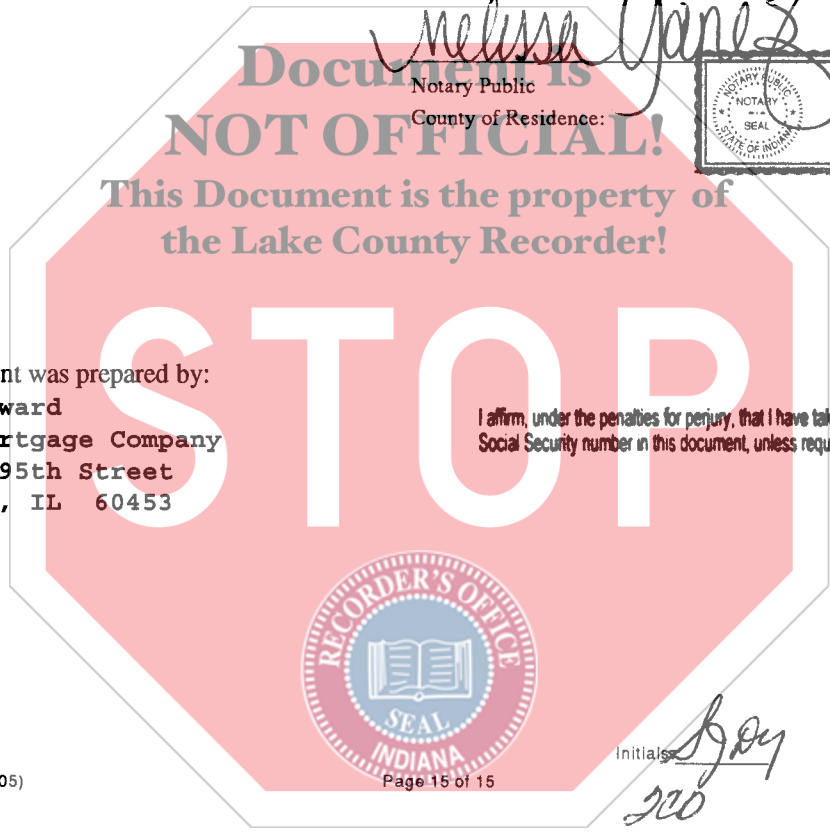 Melissa Yanez
Document is
Notary Public
NOTARY PUBLIC
NOTARY
SEAL
STATE OF INDIANA
County of Residence:
NOT OFFICIAL!
This Document is the property of
the Lake County Recorder!
STOP
nt was prepared by:
ward
rtgage Company
95th Street
, IL 60453
I affirm, under the penalties for perjury, that I have tak
Social Security number in this document, unless requ
RECORDER'S OFFICE
SEAL
INDIANA
05)
Page 15 of 15
Initials: